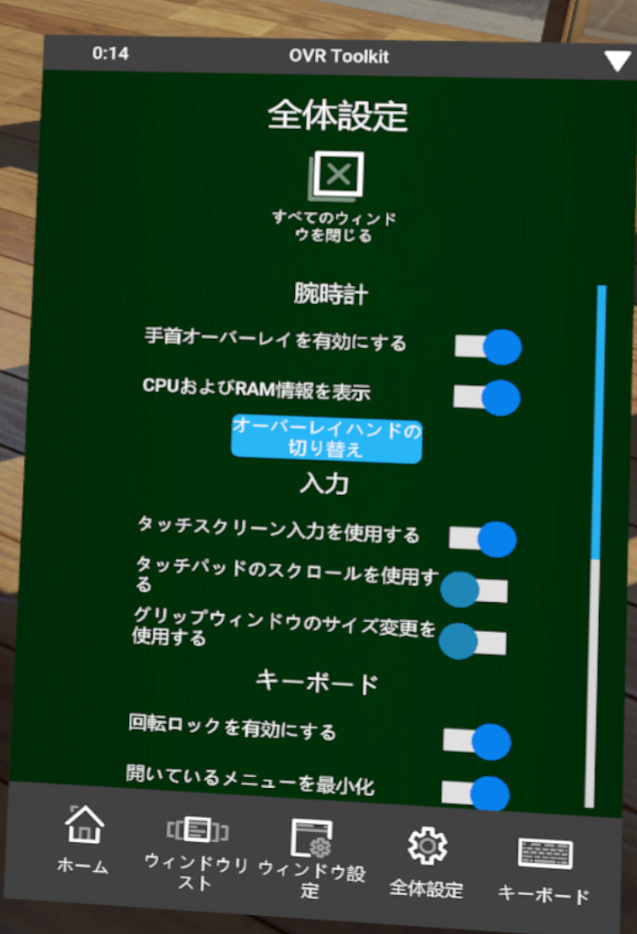 0:14
OVR Toolkit
全体設定
すべてのウィンド
ウを閉じる
腕時計
手首オーバーレイを有効にする
CPUおよびRAM情報を表示
オーバーレイハンドの
切り替え
入力
タッチスクリーン入力を使用する
タッチパッドのスクロールを使用す
る
グリップウィンドウのサイズ変更を
使用する
キーボード
回転ロックを有効にする
開いているメニューを最小化
ホーム
ウィンドウリ
スト
ウィンドウ設
定
全体設定
キーボード